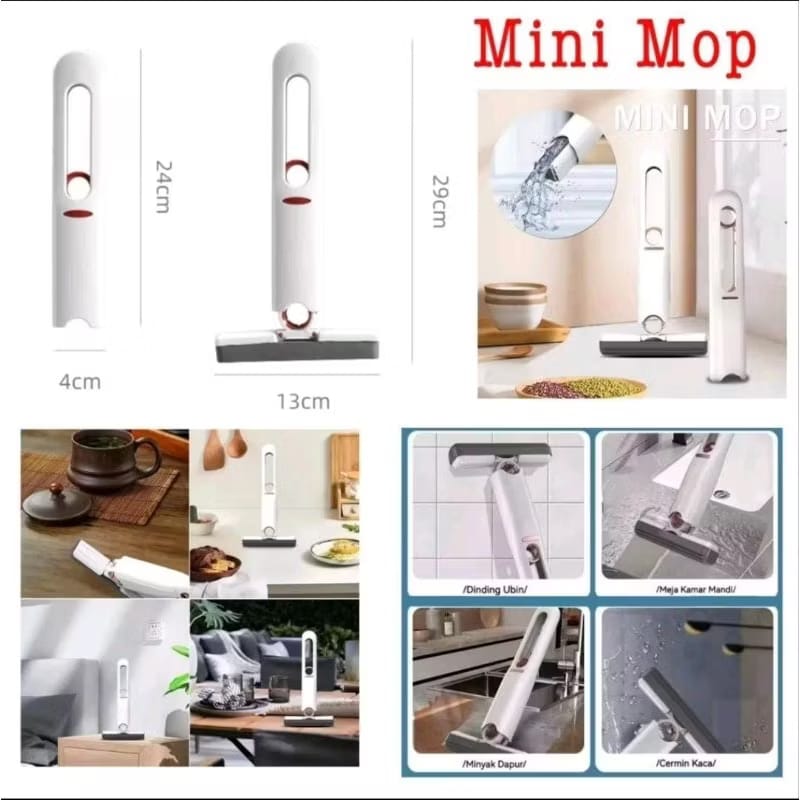 Mini Mop
MINI MOP
24cm
29cm
4cm
13cm
/Dinding Ubin/
/Meja Kamar Mandi/
/Minyak Dapur/
/Cermin Kaca/